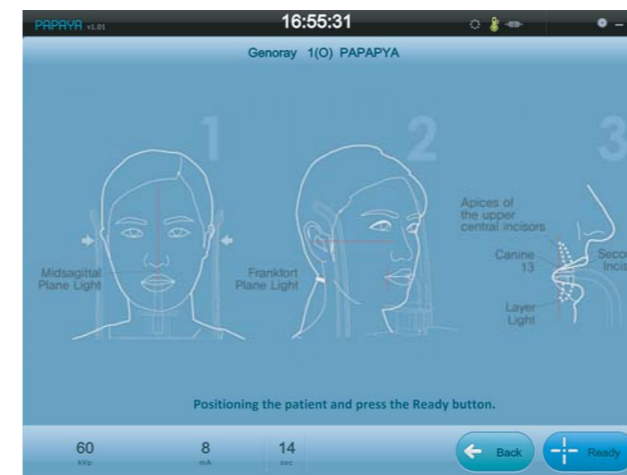 PAPAYA v1.01
16:55:31
Genoray 1(O) PAPAPYA
1
2
3
Midsagittal
Plane Light
Frankfort
Plane Light
Apices of
the upper
central incisors
Canine
13
Layer
Light
Seco
Incis
Positioning the patient and press the Ready button.
60
kVp
8
mA
14
sec
Back
Ready